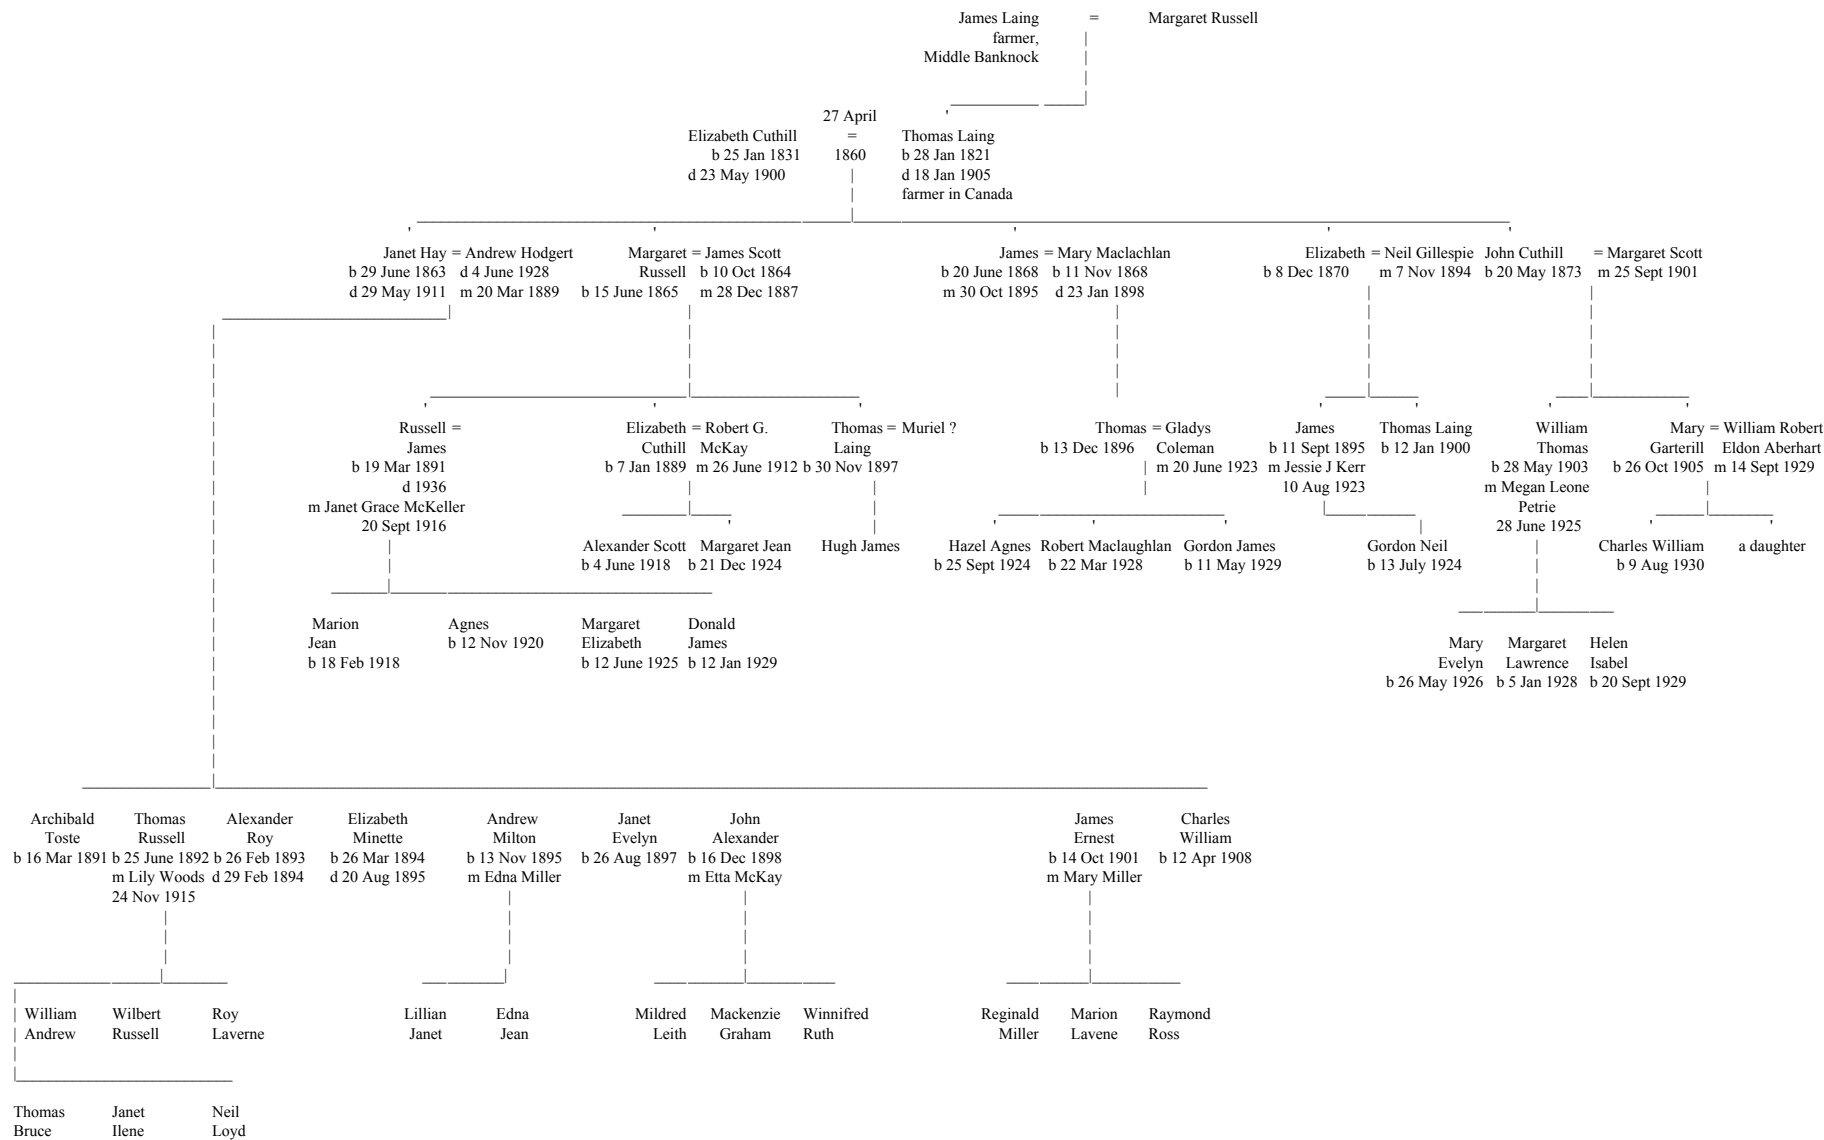 James Laing = Margaret Russell
farmer,
Middle Banknock
27 April
Elizabeth Cuthill = Thomas Laing
b 25 Jan 1831 1860 b 28 Jan 1821
d 23 May 1900 d 18 Jan 1905
farmer in Canada
Janet Hay = Andrew Hodgert Margaret = James Scott James = Mary Maclachlan Elizabeth = Neil Gillespie John Cuthill = Margaret Scott
b 29 June 1863 d 4 June 1928 Russell b 10 Oct 1864 b 20 June 1868 b 11 Nov 1868 b 8 Dec 1870 m 7 Nov 1894 b 20 May 1873 m 25 Sept 1901
d 29 May 1911 m 20 Mar 1889 b 15 June 1865 m 28 Dec 1887 m 30 Oct 1895 d 23 Jan 1898
Russell = Elizabeth = Robert G. Thomas = Muriel ? Thomas = Gladys James Thomas Laing William Mary = William Robert
James Cuthill McKay Laing b 13 Dec 1896 Coleman b 11 Sept 1895 b 12 Jan 1900 Thomas Garterill Eldon Aberhart
b 19 Mar 1891 b 7 Jan 1889 m 26 June 1912 b 30 Nov 1897 m 20 June 1923 m Jessie J Kerr b 28 May 1903 b 26 Oct 1905 m 14 Sept 1929
d 1936 10 Aug 1923 m Megan Leone
m Janet Grace McKeller Petrie
20 Sept 1916 28 June 1925
Alexander Scott Margaret Jean Hugh James Hazel Agnes Robert Maclaughlan Gordon James Gordon Neil Charles William a daughter
b 4 June 1918 b 21 Dec 1924 b 25 Sept 1924 b 22 Mar 1928 b 11 May 1929 b 13 July 1924 b 9 Aug 1930
Marion Agnes Margaret Donald
Jean b 12 Nov 1920 Elizabeth James Mary Margaret Helen
b 18 Feb 1918 b 12 June 1925 b 12 Jan 1929 Evelyn Lawrence Isabel
b 26 May 1926 b 5 Jan 1928 b 20 Sept 1929
Archibald Thomas Alexander Elizabeth Andrew Janet John James Charles
Toste Russell Roy Minette Milton Evelyn Alexander Ernest William
b 16 Mar 1891 b 25 June 1892 b 26 Feb 1893 b 26 Mar 1894 b 13 Nov 1895 b 26 Aug 1897 b 16 Dec 1898 b 14 Oct 1901 b 12 Apr 1908
m Lily Woods d 29 Feb 1894 d 20 Aug 1895 m Edna Miller m Etta McKay m Mary Miller
24 Nov 1915
William Wilbert Roy Lillian Edna Mildred Mackenzie Winnifred Reginald Marion Raymond
Andrew Russell Laverne Janet Jean Leith Graham Ruth Miller Lavene Ross
Thomas Janet Neil
Bruce Ilene Loyd